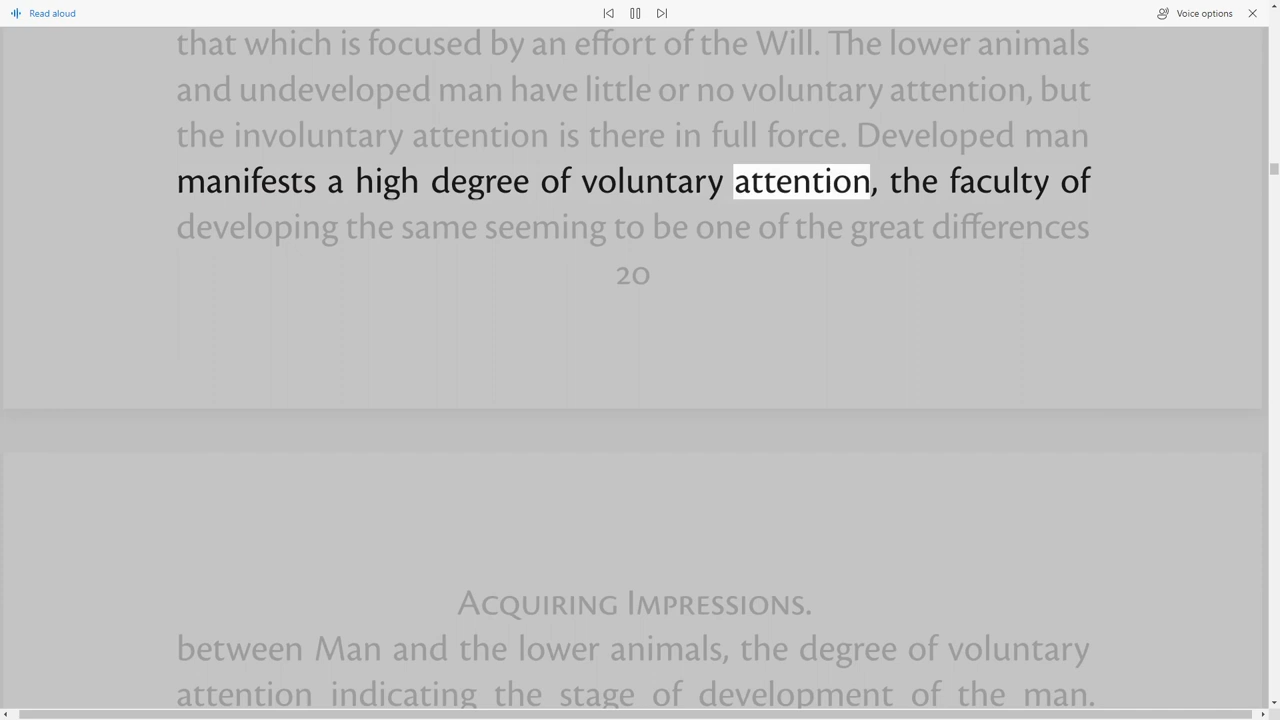 Read aloud
Voice options
that which is focused by an effort of the Will. The lower animals
and undeveloped man have little or no voluntary attention, but
the involuntary attention is there in full force. Developed man
manifests a high degree of voluntary attention, the faculty of
developing the same seeming to be one of the great differences
20
Acquiring Impressions.
between Man and the lower animals, the degree of voluntary
attention indicating the stage of development of the man.